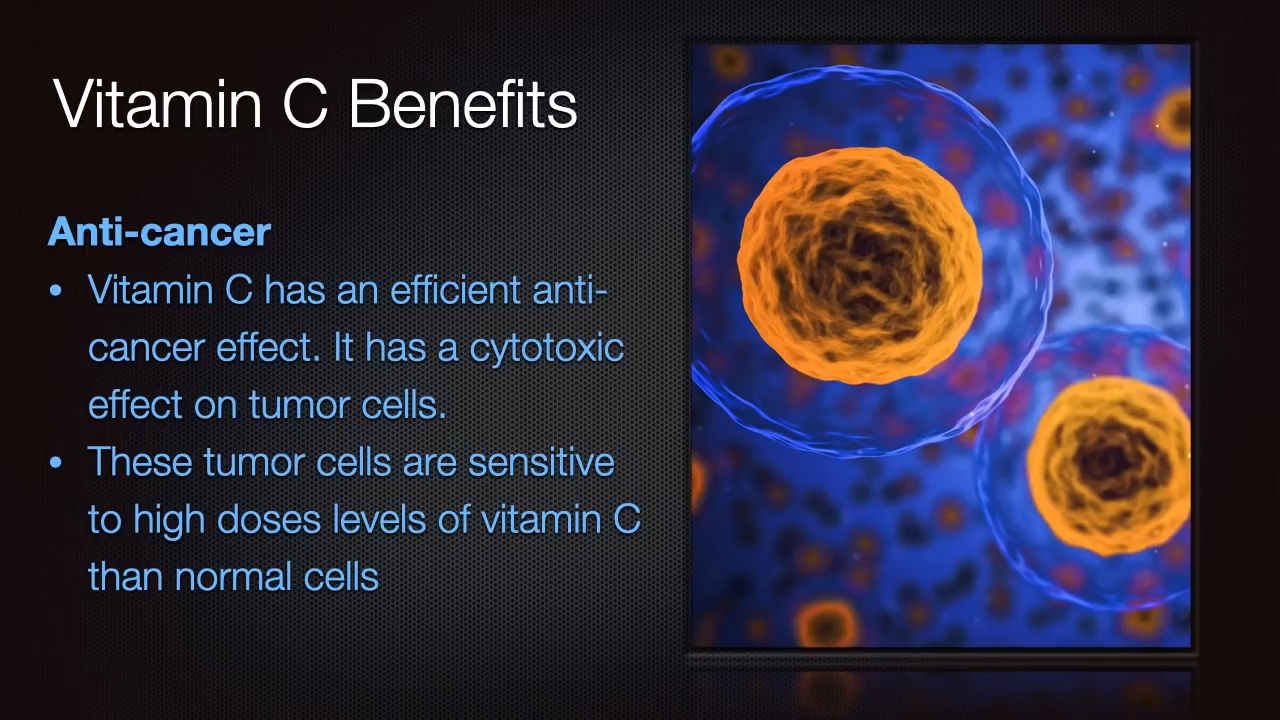 Vitamin C Benefits
Anti-cancer
• Vitamin C has an efficient anti-
cancer effect. It has a cytotoxic
effect on tumor cells.
• These tumor cells are sensitive
to high doses levels of vitamin C
than normal cells